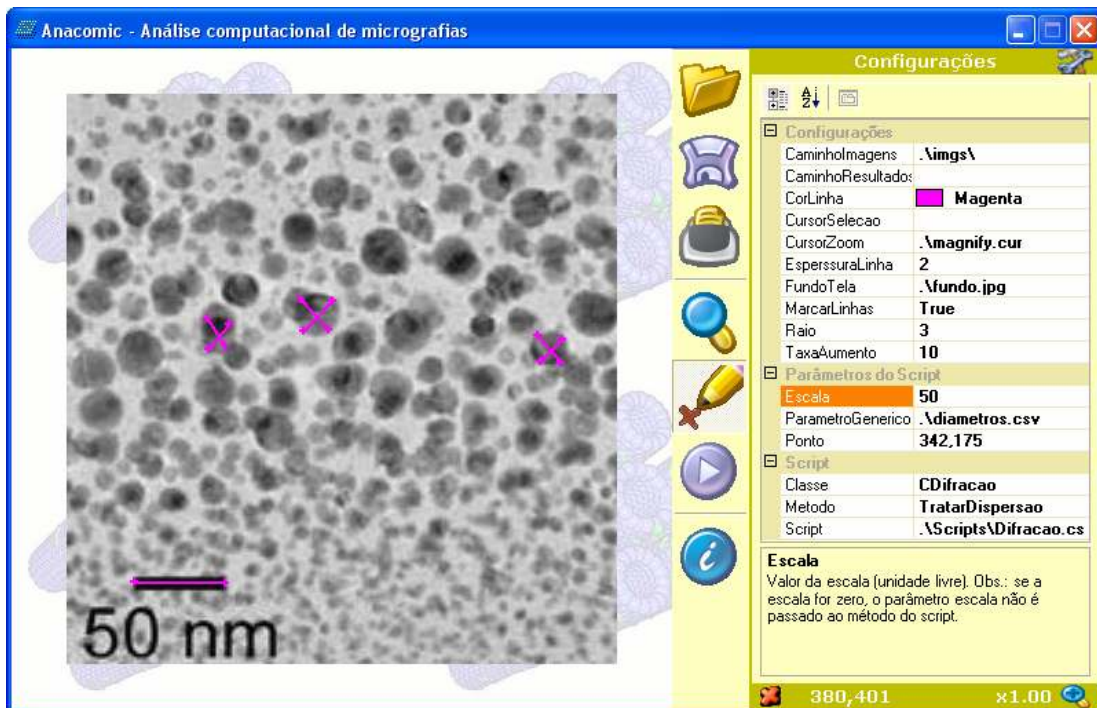 Anacomic - Análise computacional de micrografias
50 nm
Configurações
Configurações
CaminhoImagens .\imgs\
CaminhoResultados
CorLinha Magenta
CursorSelecao
CursorZoom .\magnify.cur
EsperssuraLinha 2
FundoTela .\fundo.jpg
MarcarLinhas True
Raio 3
TaxaAumento 10
Parâmetros do Script
Escala 50
ParametroGenerico .\diametros.csv
Ponto 342,175
Script
Classe CDifracao
Metodo TratarDispersao
Script .\Scripts\Difracao.cs
Escala
Valor da escala (unidade livre). Obs.: se a
escala for zero, o parâmetro escala não é
passado ao método do script.
380,401 x1.00